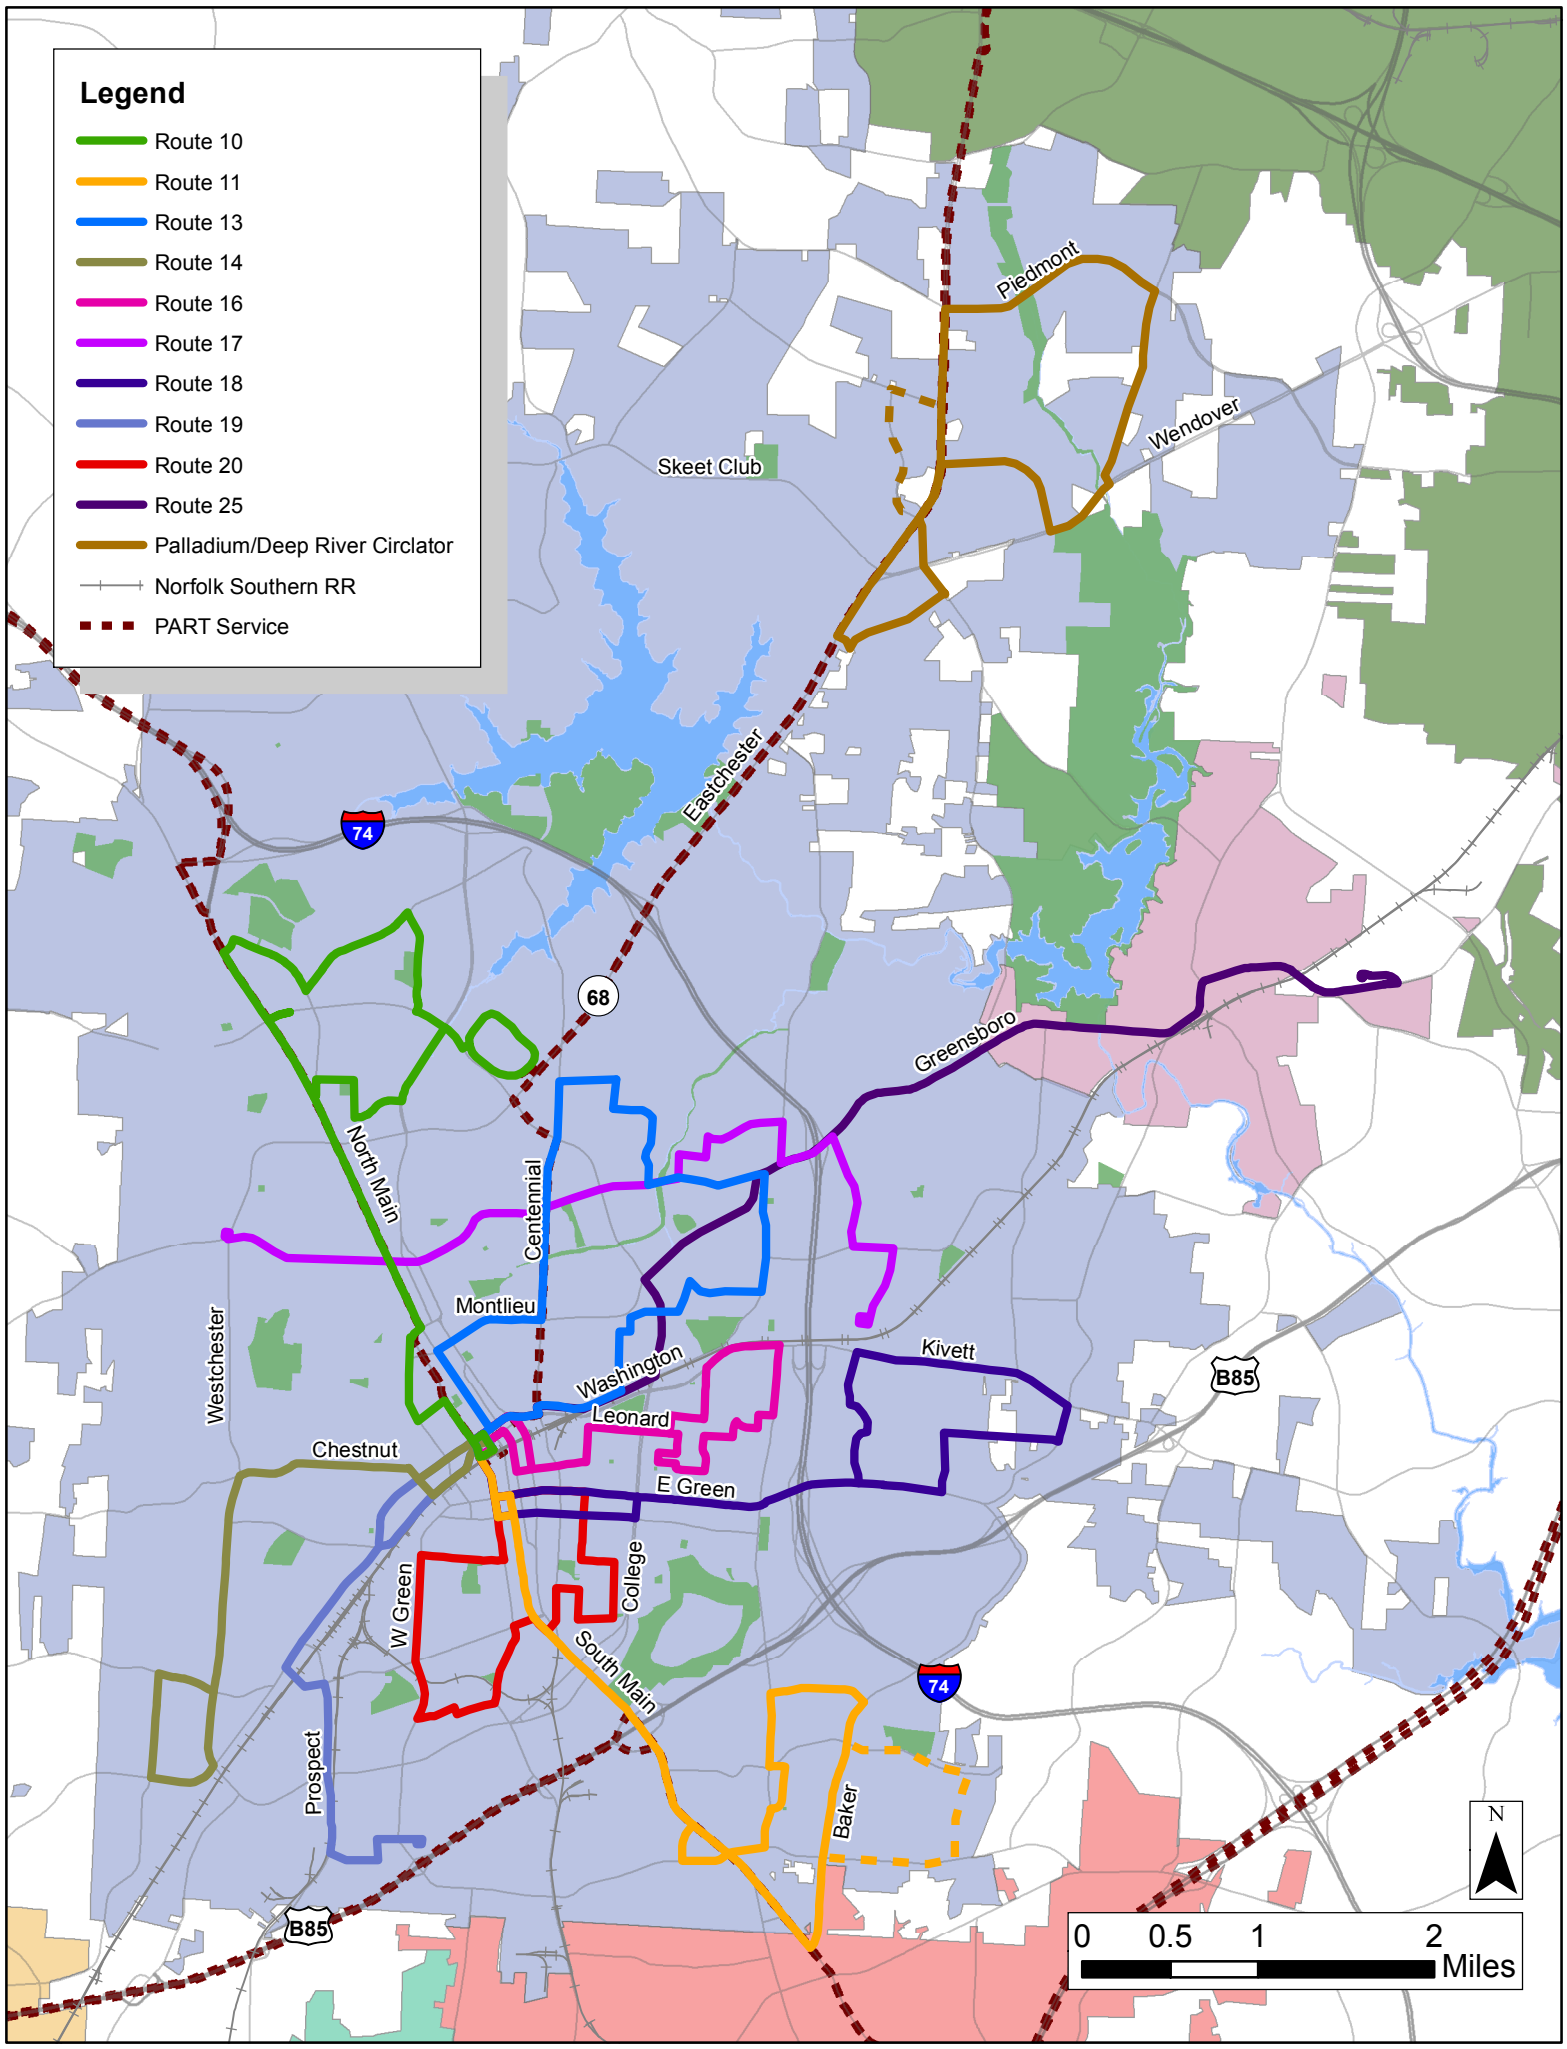 Legend
Route 10
Route 11
Route 13
Route 14
Route 16
Route 17
Route 18
Route 19
Route 20
Route 25
Palladium/Deep River Circlator
Norfolk Southern RR
PART Service
Piedmont
Wendover
Skeet Club
Eastchester
74
68
Greensboro
North Main
Centennial
Montlieu
Westchester
Washington
Kivett
B85
Leonard
Chestnut
E Green
College
W Green
South Main
74
Prospect
Baker
N
B85
0 0.5 1 2
Miles